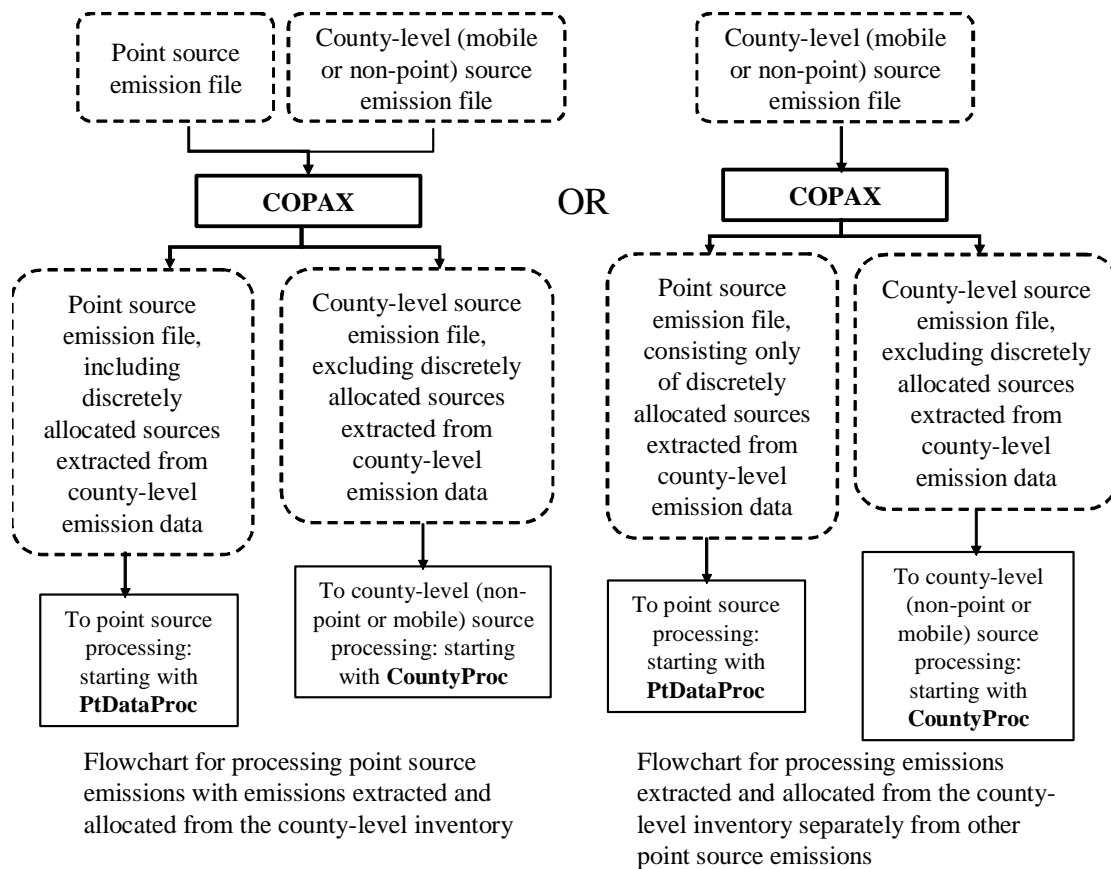 Point source
emission file
County-level (mobile
or non-point) source
emission file
COPAX
Point source
emission file,
including
discretely
allocated sources
extracted from
county-level
emission data
County-level source
emission file,
excluding discretely
allocated sources
extracted from
county-level
emission data
To point source
processing:
starting with
PtDataProc
To county-level (non-
point or mobile) source
processing: starting
with CountyProc
Flowchart for processing point source
emissions with emissions extracted and
allocated from the county-level inventory
OR
County-level (mobile
or non-point) source
emission file
COPAX
Point source
emission file,
consisting only
of discretely
allocated sources
extracted from
county-level
emission data
County-level source
emission file,
excluding discretely
allocated sources
extracted from
county-level
emission data
To point source
processing:
starting with
PtDataProc
To county-level
(non-point or
mobile) source
processing:
starting with
CountyProc
Flowchart for processing emissions
extracted and allocated from the county-
level inventory separately from other
point source emissions